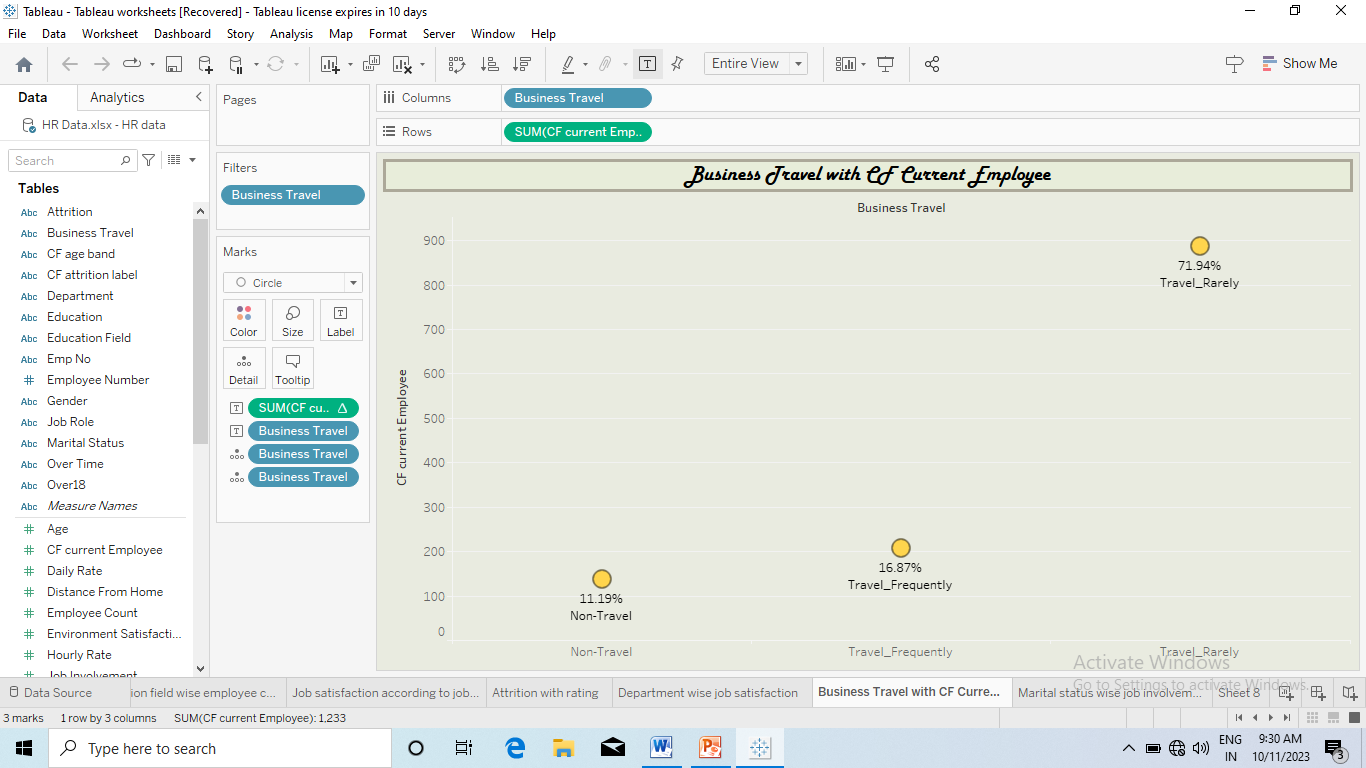 Tableau - Tableau worksheets [Recovered] - Tableau license expires in 10 days
File Data Worksheet Dashboard Story Analysis Map Format Server Window Help
Entire View
Show Me
Data Analytics
HR Data.xlsx - HR data
Search
Tables
Abc Attrition
Abc Business Travel
Abc CF age band
Abc CF attrition label
Abc Department
Abc Education
Abc Education Field
Abc Emp No
# Employee Number
Abc Gender
Abc Job Role
Abc Marital Status
Abc Over Time
Abc Over18
Abc Measure Names
# Age
# CF current Employee
# Daily Rate
# Distance From Home
# Employee Count
# Environment Satisfacti...
# Hourly Rate
# Job Involvement
Pages
Filters
Business Travel
Marks
Circle
Color Size Label
Detail Tooltip
SUM(CF cu.. Δ
Business Travel
Business Travel
Business Travel
Columns Business Travel
Rows SUM(CF current Emp..
Business Travel with CF Current Employee
Business Travel
CF current Employee
900
800
700
600
500
400
300
200
100
0
71.94%
Travel_Rarely
16.87%
Travel_Frequently
11.19%
Non-Travel
Non-Travel Travel_Frequently Travel_Rarely
Activate Windows
Go to Settings to activate Windows.
Data Source ion field wise employee c... Job satisfaction according to job... Attrition with rating Department wise job satisfaction Business Travel with CF Curre... Marital status wise job involvem... Sheet 8
3 marks 1 row by 3 columns SUM(CF current Employee): 1,233
Type here to search
ENG
IN
9:30 AM
10/11/2023
3